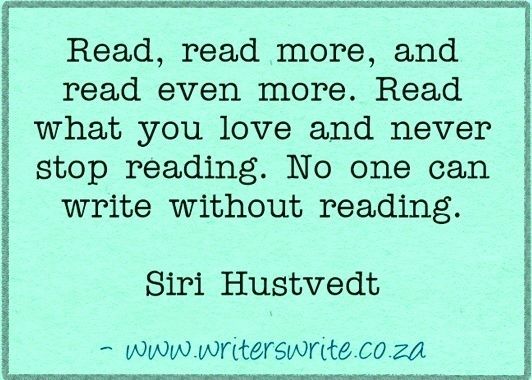 Read, read more, and
read even more. Read
what you love and never
stop reading. No one can
write without reading.
Siri Hustvedt
- www.writerswrite.co.za